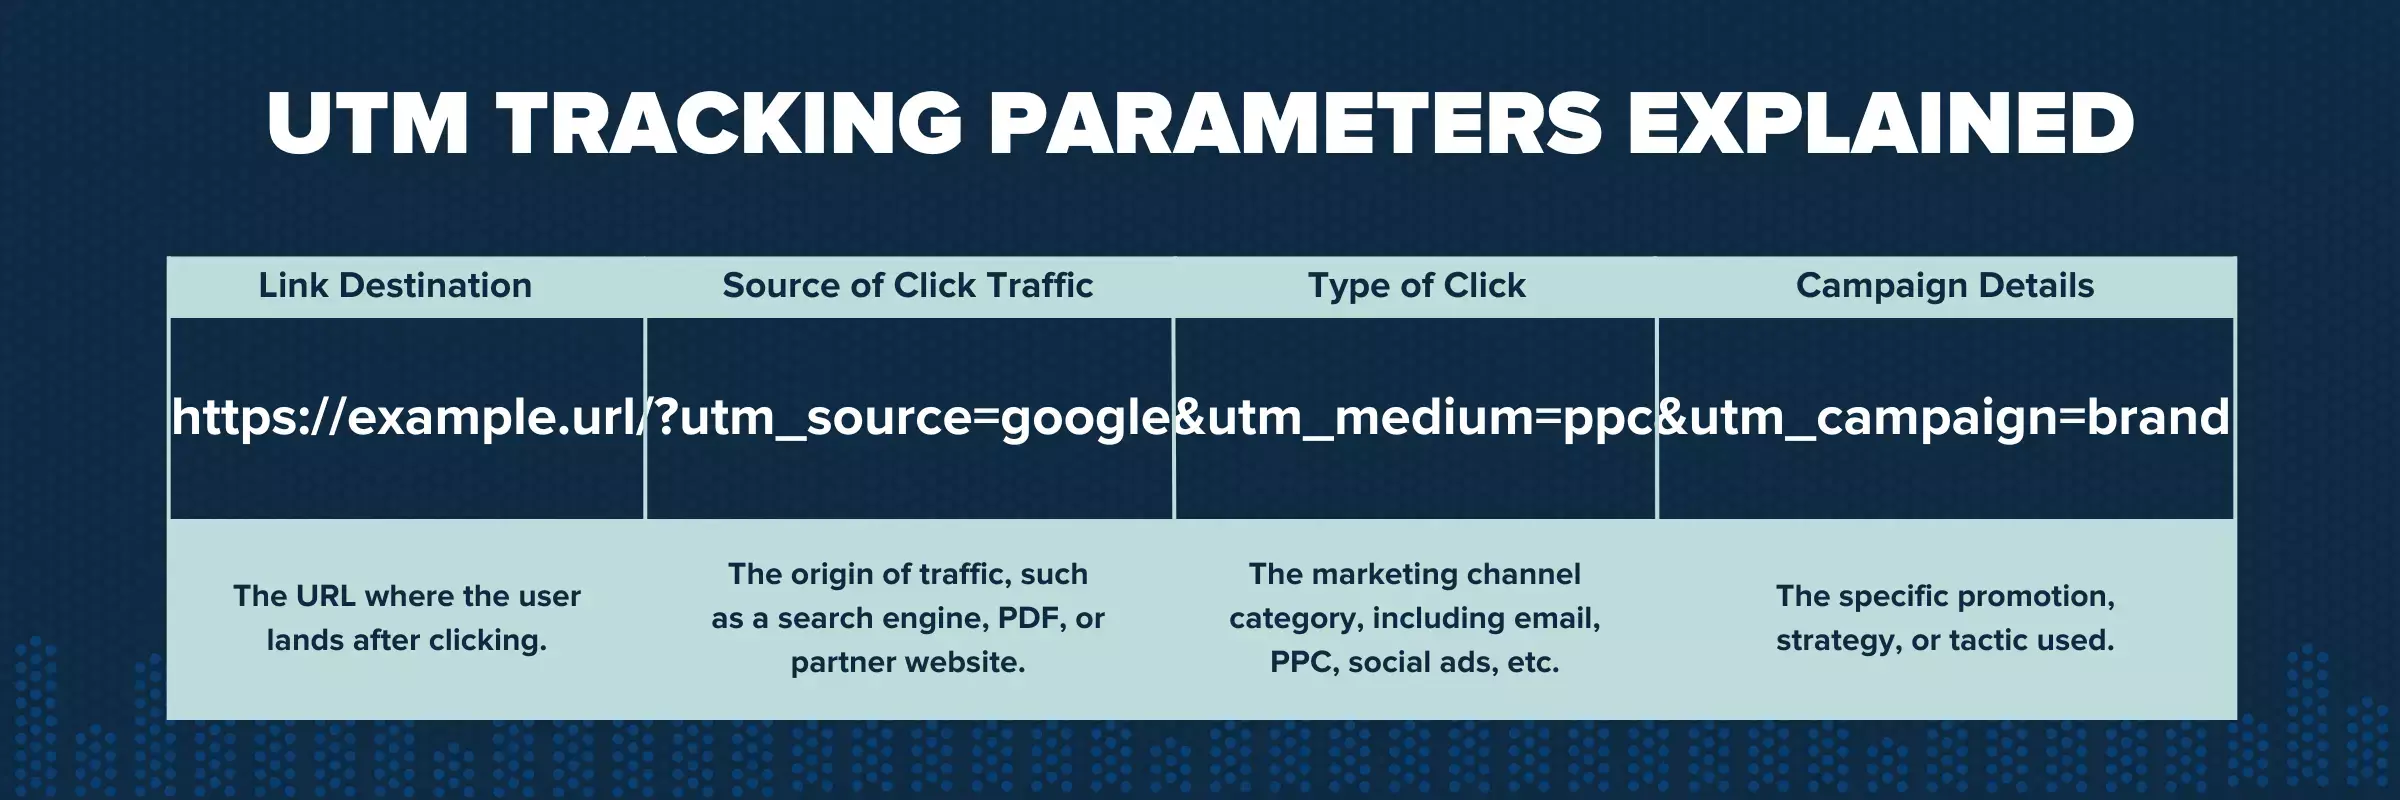 UTM TRACKING PARAMETERS EXPLAINED
Link Destination Source of Click Traffic Type of Click Campaign Details
https://example.url/?utm_source=google&utm_medium=ppc&utm_campaign=brand
The URL where the user
lands after clicking.
The origin of traffic, such
as a search engine, PDF, or
partner website.
The marketing channel
category, including email,
PPC, social ads, etc.
The specific promotion,
strategy, or tactic used.